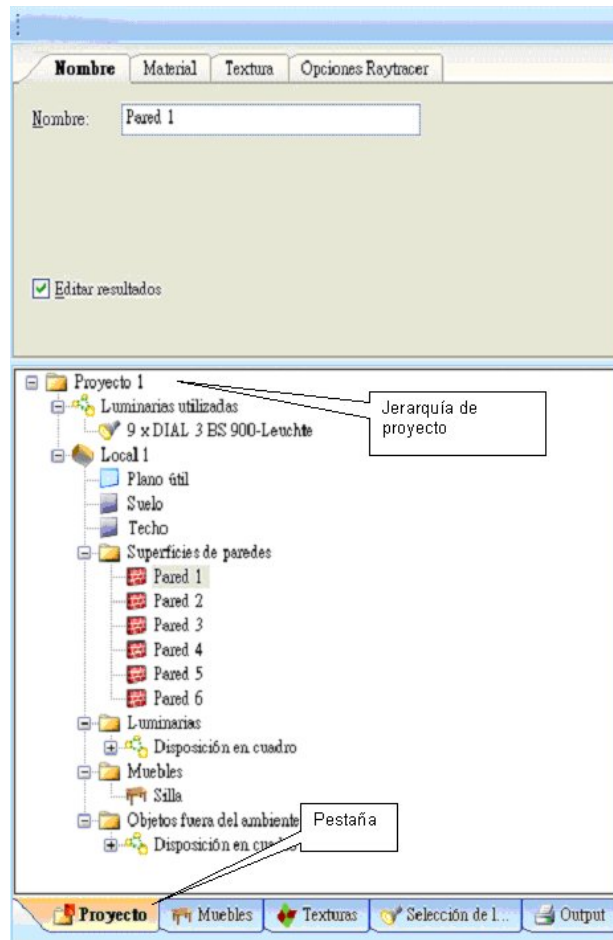 Nombre Material Textura Opciones Raytracer
Nombre: Pared 1
Editar resultados
Proyecto 1
Luminarias utilizadas
9 x DIAL 3 BS 900-Leuchte
Local 1
Plano útil
Suelo
Techo
Superficies de paredes
Pared 1
Pared 2
Pared 3
Pared 4
Pared 5
Pared 6
Luminarias
Disposición en cuadro
Muebles
Silla
Objetos fuera del ambiente
Disposición en cuadro
Jerarquía de
proyecto
Pestaña
Proyecto Muebles Texturas Selección de l... Output